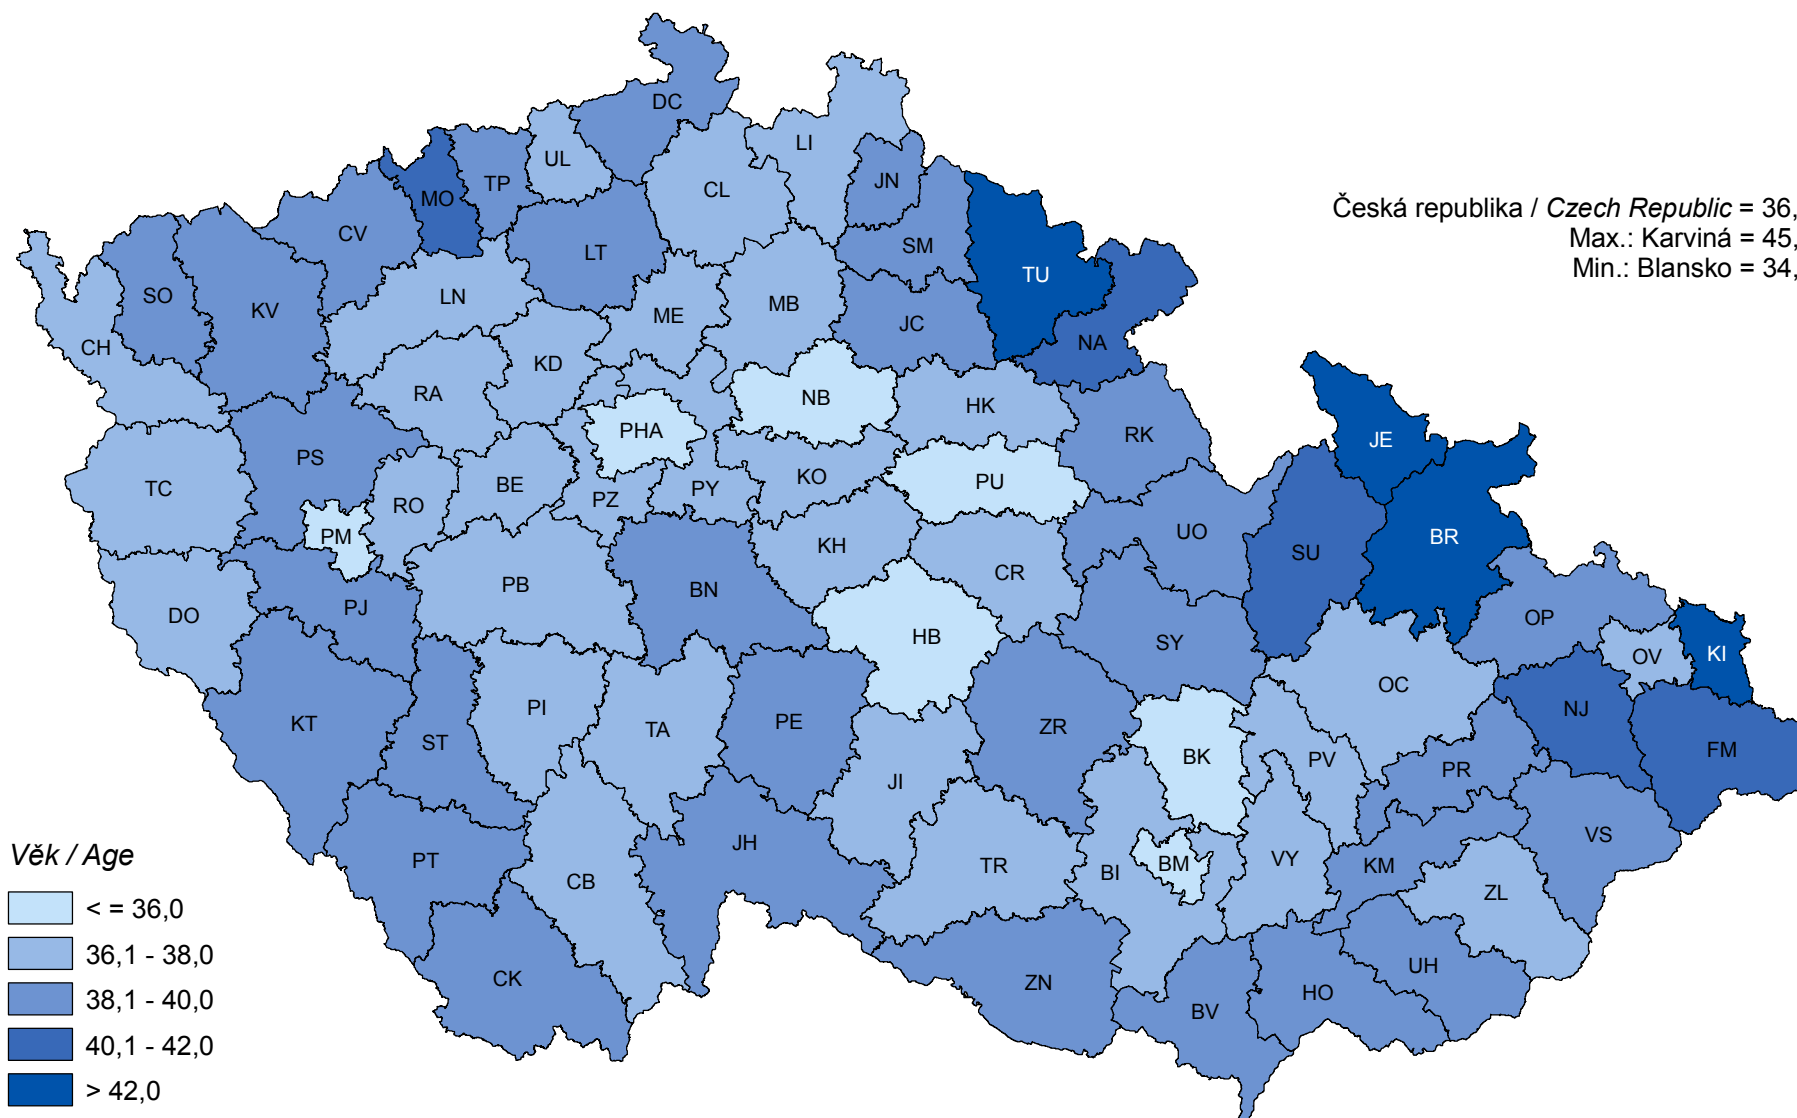 DC
LI
UL
TP
JN
CL
MO
Česká republika / Czech Republic = 36,
CV
SM
Max.: Karviná = 45,
LT
TU
Min.: Blansko = 34,
SO
KV
LN
MB
ME
JC
CH
NA
KD
RA
NB
HK
PHA
RK
JE
PS
KO
TC
BE
PU
PY
RO
PZ
PM
UO
BR
KH
SU
CR
PB
BN
PJ
DO
OP
HB
SY
KI
OV
OC
PI
NJ
KT
TA
PE
ZR
ST
FM
BK
PV
PR
JI
VS
JH
Věk / Age
PT
VY
TR
BM
KM
BI
CB
ZL
< = 36,0
36,1 - 38,0
UH
CK
ZN
HO
38,1 - 40,0
BV
40,1 - 42,0
> 42,0